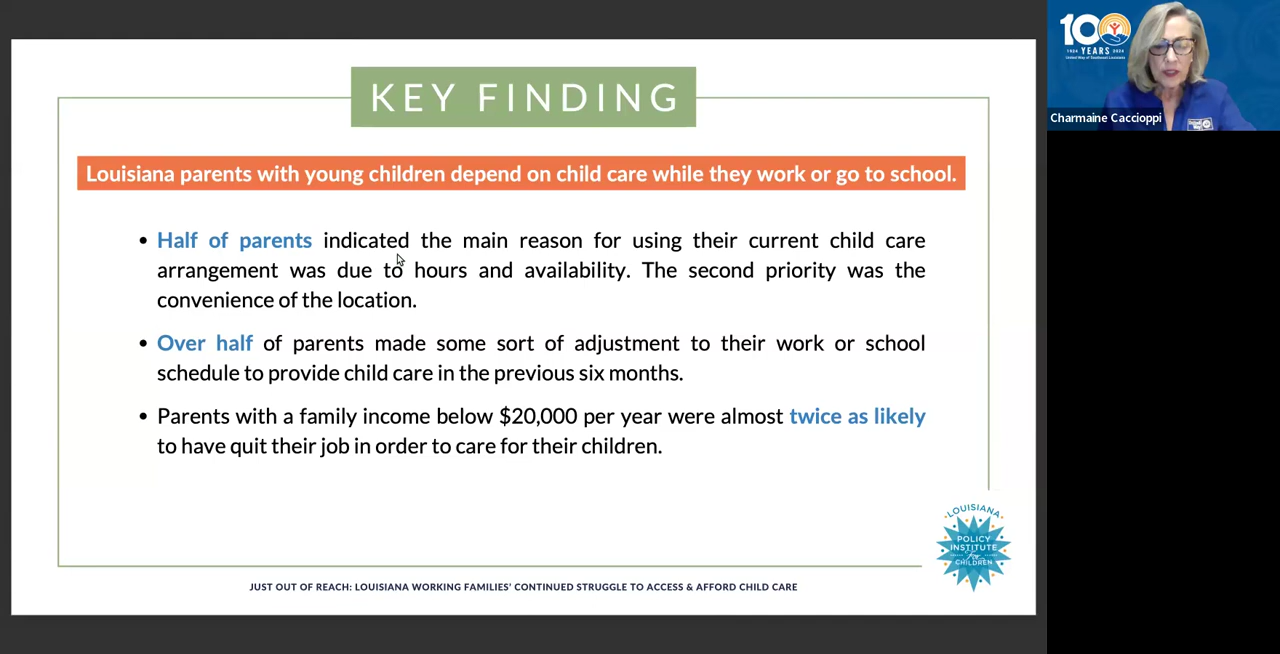 KEY FINDING
Louisiana parents with young children depend on child care while they work or go to school.
• Half of parents indicated the main reason for using their current child care
arrangement was due to hours and availability. The second priority was the
convenience of the location.
• Over half of parents made some sort of adjustment to their work or school
schedule to provide child care in the previous six months.
• Parents with a family income below $20,000 per year were almost twice as likely
to have quit their job in order to care for their children.
LOUISIANA
POLICY
INSTITUTE
for
CHILDREN
JUST OUT OF REACH: LOUISIANA WORKING FAMILIES' CONTINUED STRUGGLE TO ACCESS & AFFORD CHILD CARE
100
1924 YEARS 2024
United Way of Southeast Louisiana
Charmaine Caccioppi